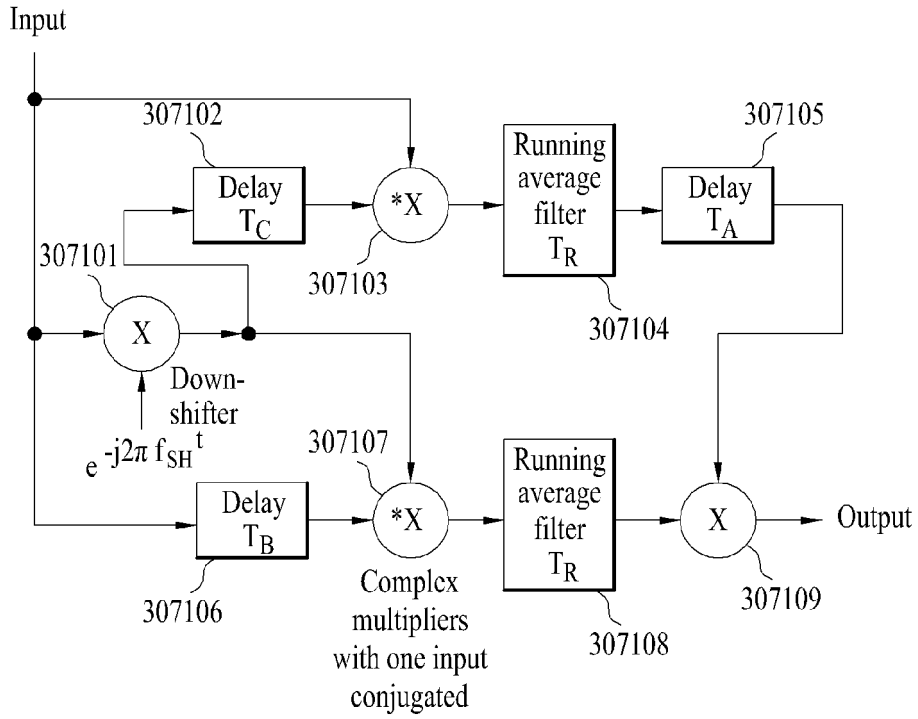 Input
307102
Delay
T_C
*X
307103
Running
average
filter
T_R
307104
307105
Delay
T_A
307101
X
Down-
shifter
e^-j2π f_SH t
307107
Delay
T_B
307106
*X
Complex
multipliers
with one input
conjugated
Running
average
filter
T_R
307108
X
307109
Output